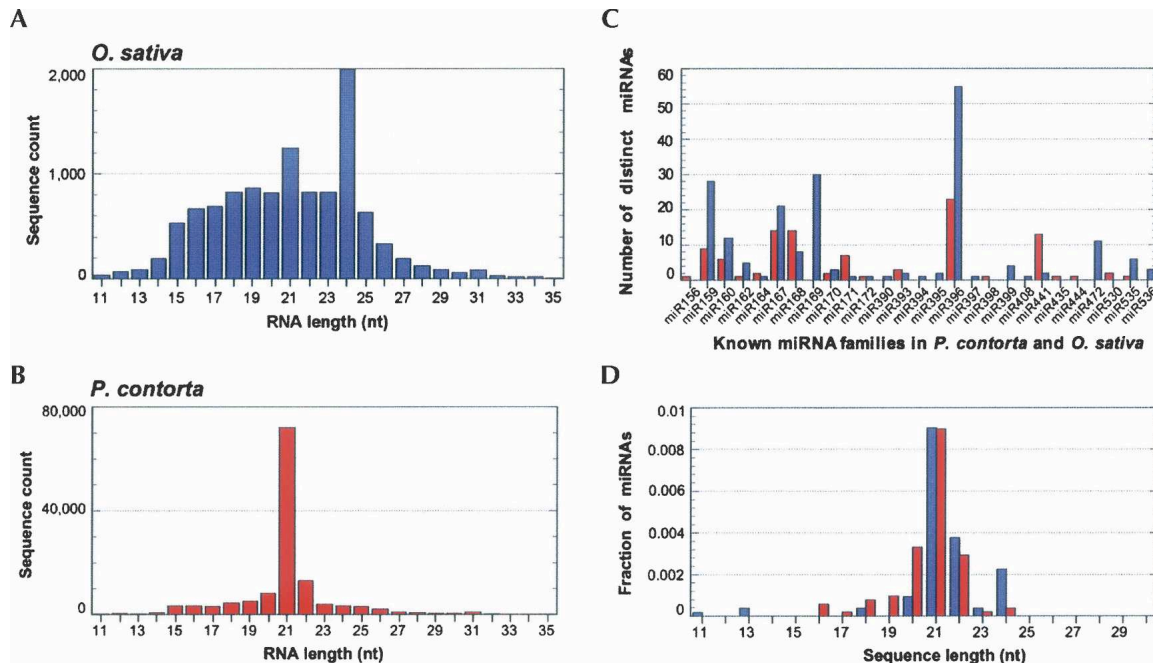 A
O. sativa
Sequence count
2,000
1,000
0
11 13 15 17 19 21 23 25 27 29 31 33 35
RNA length (nt)
B
P. contorta
Sequence count
80,000
40,000
0
11 13 15 17 19 21 23 25 27 29 31 33 35
RNA length (nt)
C
Number of distinct miRNAs
60
50
40
30
20
10
0
miR156
miR159
miR160
miR162
miR164
miR167
miR168
miR169
miR170
miR171
miR172
miR390
miR393
miR394
miR395
miR396
miR397
miR398
miR399
miR408
miR441
miR435
miR444
miR472
miR530
miR535
miR536
Known miRNA families in P. contorta and O. sativa
D
Fraction of miRNAs
0.01
0.008
0.006
0.004
0.002
0
11 13 15 17 19 21 23 25 27 29
Sequence length (nt)